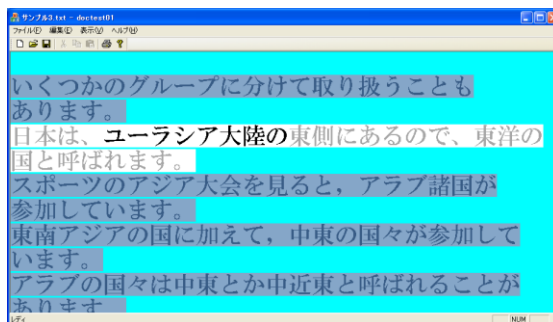 サンプル3.txt - doctest01
ファイル(F) 編集(E) 表示(V) ヘルプ(H)
いくつかのグループに分けて取り扱うことも
あります。
日本は、ユーラシア大陸の東側にあるので、東洋の
国と呼ばれます。
スポーツのアジア大会を見ると，アラブ諸国が
参加しています。
東南アジアの国に加えて，中東の国々が参加して
います。
アラブの国々は中東とか中近東と呼ばれることが
あります
レディ NUM